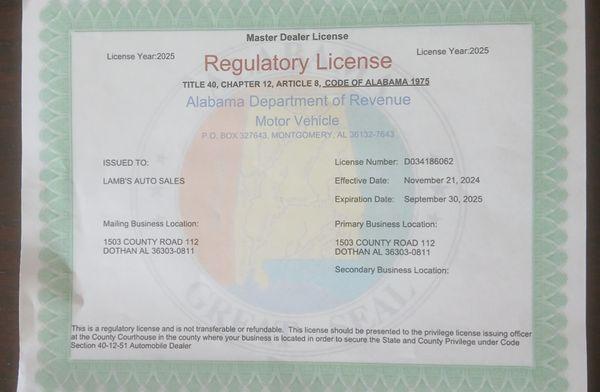 Master Dealer License
License Year:2025
License Year:2025
Regulatory License
TITLE 40, CHAPTER 12, ARTICLE 8, CODE OF ALABAMA 1975
Alabama Department of Revenue
Motor Vehicle
P.O. BOX 327643, MONTGOMERY, AL 36132-7643
ISSUED TO:
LAMB'S AUTO SALES
License Number: D034186062
Effective Date: November 21, 2024
Expiration Date: September 30, 2025
Mailing Business Location:
1503 COUNTY ROAD 112
DOTHAN AL 36303-0811
Primary Business Location:
1503 COUNTY ROAD 112
DOTHAN AL 36303-0811
Secondary Business Location:
This is a regulatory license and is not transferable or refundable. This license should be presented to the privilege license issuing officer
at the County Courthouse in the county where your business is located in order to secure the State and County Privilege under Code
Section 40-12-51 Automobile Dealer
GREAT SEAL